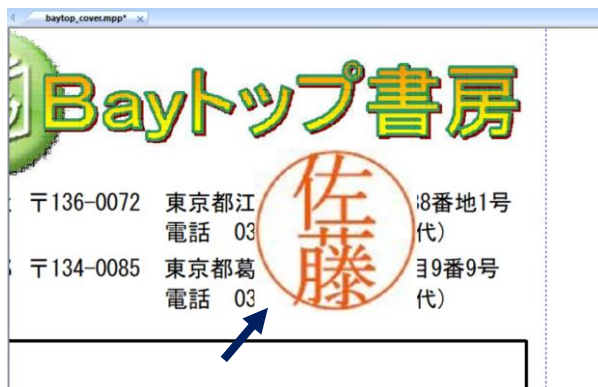 baytop_cover.mpp*
Bayトップ書房
〒136-0072 東京都江
8番地1号
電話 03
代)
〒134-0085 東京都葛
目9番9号
電話 03
代)
佐藤